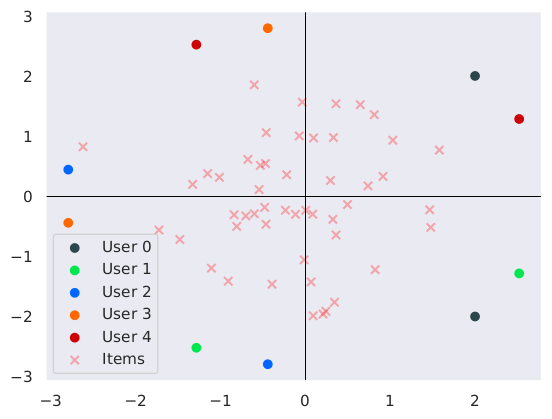 3
2
1
0
−1
−2
−3
User 0
User 1
User 2
User 3
User 4
Items
−3 −2 −1 0 1 2